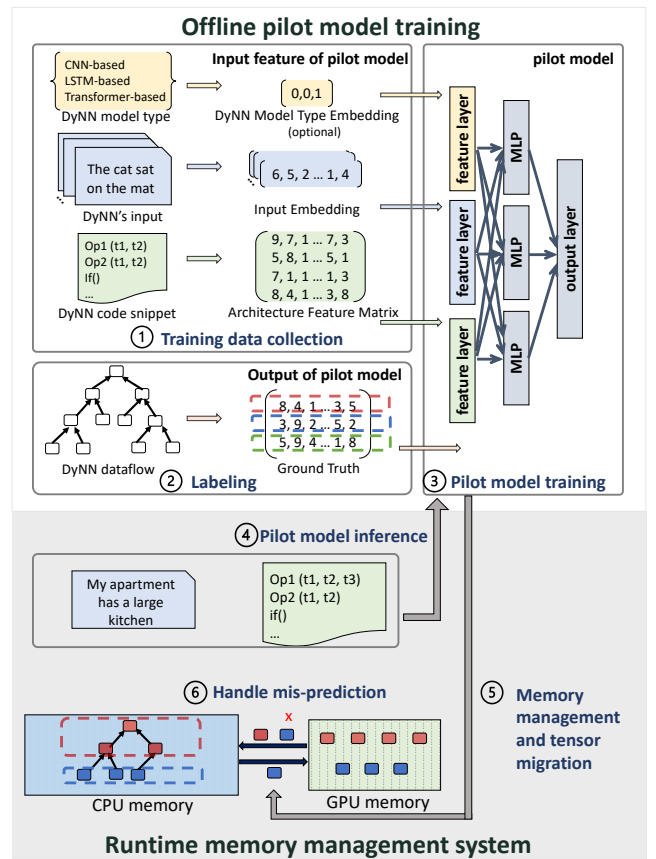 Offline pilot model training
Input feature of pilot model
CNN-based
LSTM-based
Transformer-based
DyNN model type
0,0,1
DyNN Model Type Embedding
(optional)
The cat sat
on the mat
DyNN's input
6, 5, 2 ... 1, 4
Input Embedding
Op1 (t1, t2)
Op2 (t1, t2)
If()
...
DyNN code snippet
9, 7, 1 ... 7, 3
5, 8, 1 ... 5, 1
7, 1, 1 ... 1, 3
8, 4, 1 ... 3, 8
Architecture Feature Matrix
1 Training data collection
pilot model
feature layer
feature layer
feature layer
MLP
MLP
MLP
output layer
Output of pilot model
DyNN dataflow
8, 4, 1 ... 3, 5
3, 9, 2 ... 5, 2
5, 9, 4 ... 1, 8
Ground Truth
2 Labeling
3 Pilot model training
4 Pilot model inference
My apartment
has a large
kitchen
Op1 (t1, t2, t3)
Op2 (t1, t2)
if()
...
6 Handle mis-prediction
5 Memory
management
and tensor
migration
X
CPU memory
GPU memory
Runtime memory management system